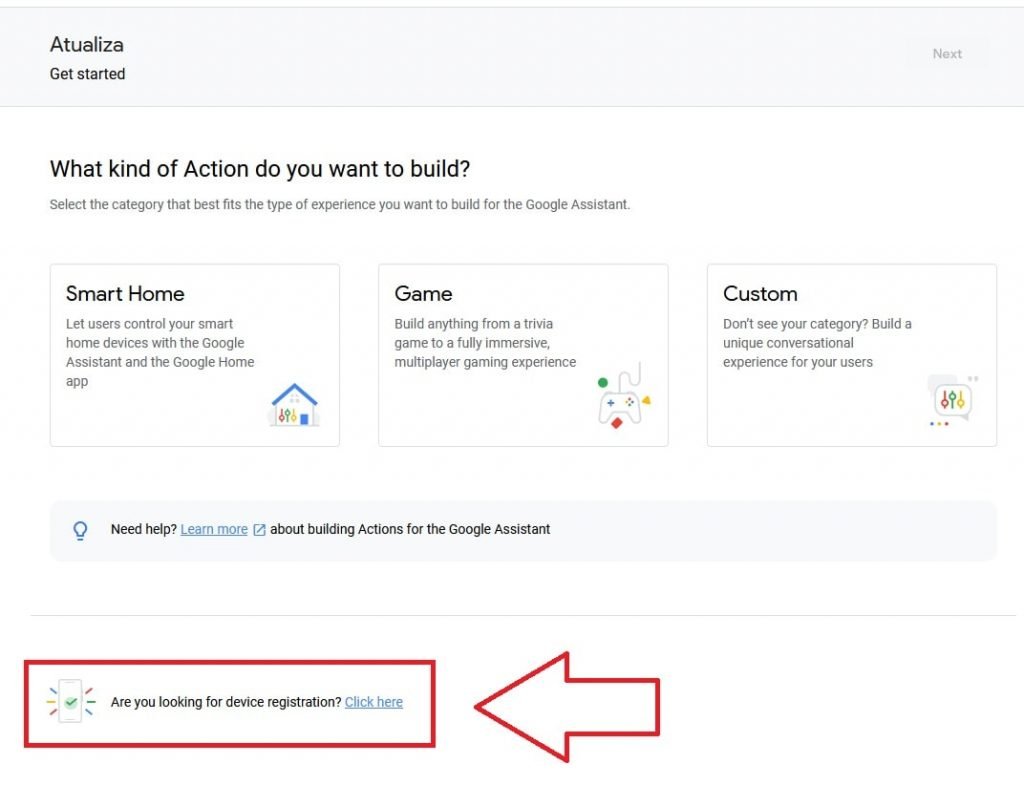 Atualiza
Next
Get started
What kind of Action do you want to build?
Select the category that best fits the type of experience you want to build for the Google Assistant.
Smart Home
Let users control your smart
home devices with the Google
Assistant and the Google Home
app
Game
Build anything from a trivia
game to a fully immersive,
multiplayer gaming experience
Custom
Don’t see your category? Build a
unique conversational
experience for your users
Need help? Learn more about building Actions for the Google Assistant
Are you looking for device registration? Click here